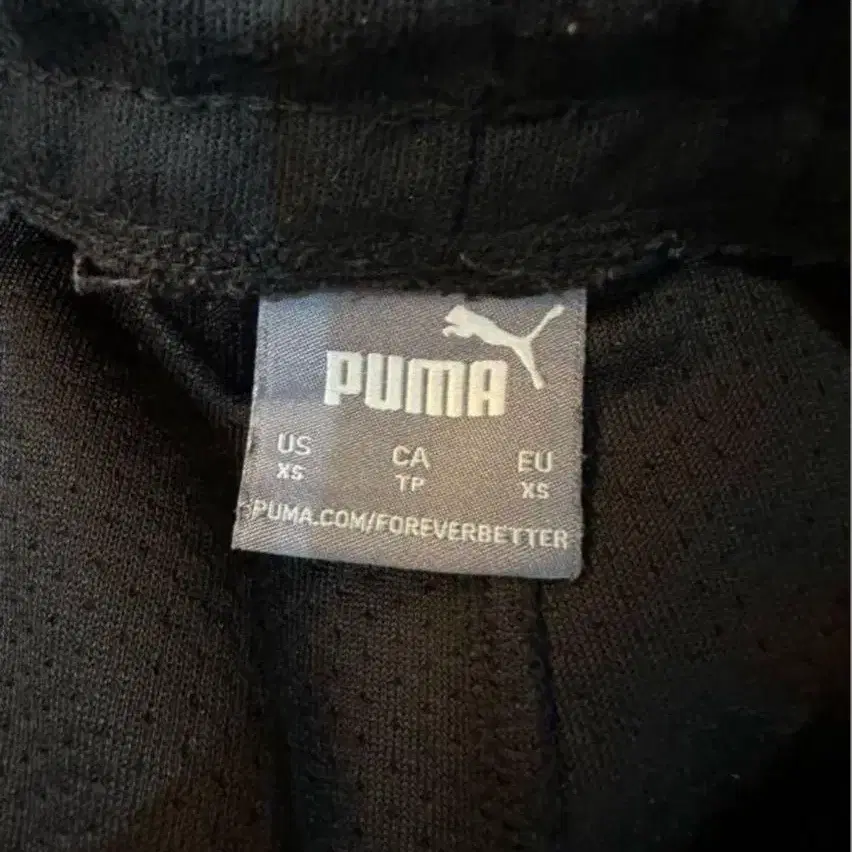 PUMA
US CA EU
XS TP XS
PUMA.COM/FOREVERBETTER